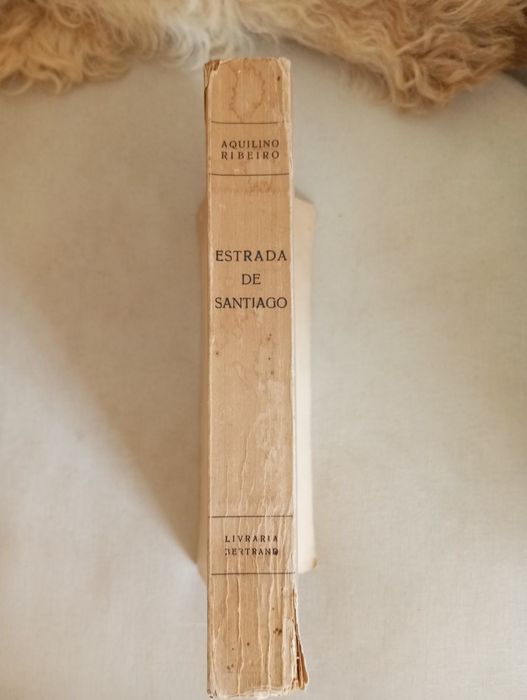 AQUILINO
RIBEIRO
ESTRADA
DE
SANTIAGO
LIVRARIA
BERTRAND